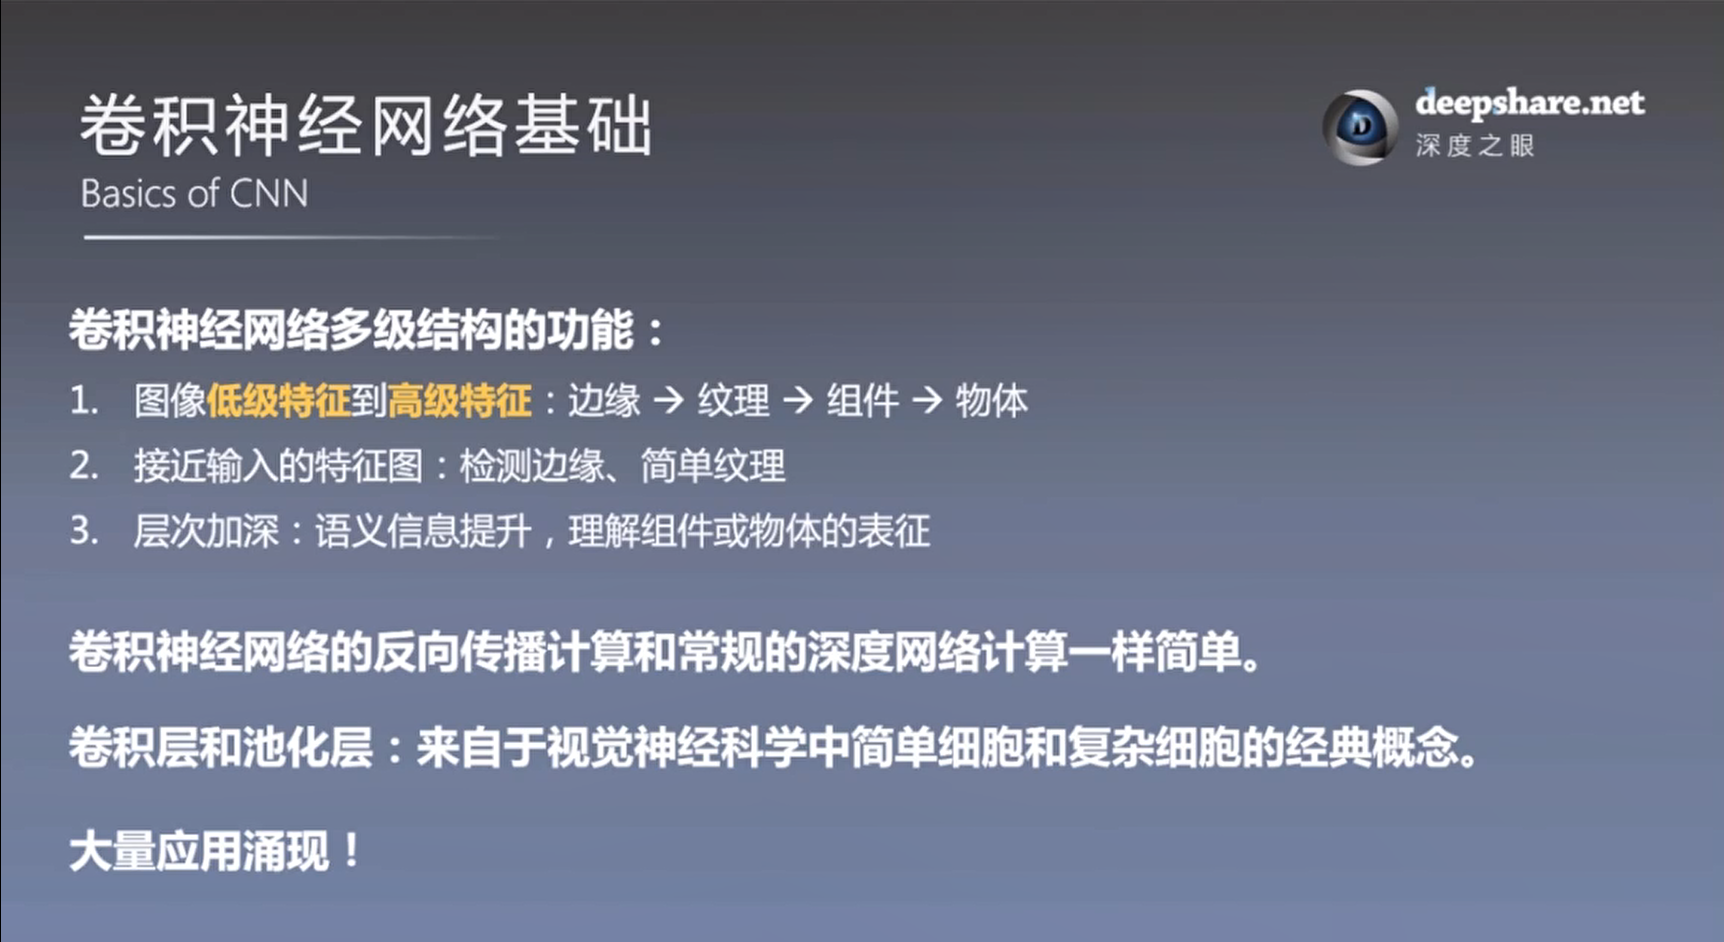 卷积神经网络基础
deepshare.net
深度之眼
Basics of CNN
卷积神经网络多级结构的功能：
1. 图像低级特征到高级特征：边缘 → 纹理 → 组件 → 物体
2. 接近输入的特征图：检测边缘、简单纹理
3. 层次加深：语义信息提升，理解组件或物体的表征
卷积神经网络的反向传播计算和常规的深度网络计算一样简单。
卷积层和池化层：来自于视觉神经科学中简单细胞和复杂细胞的经典概念。
大量应用涌现！